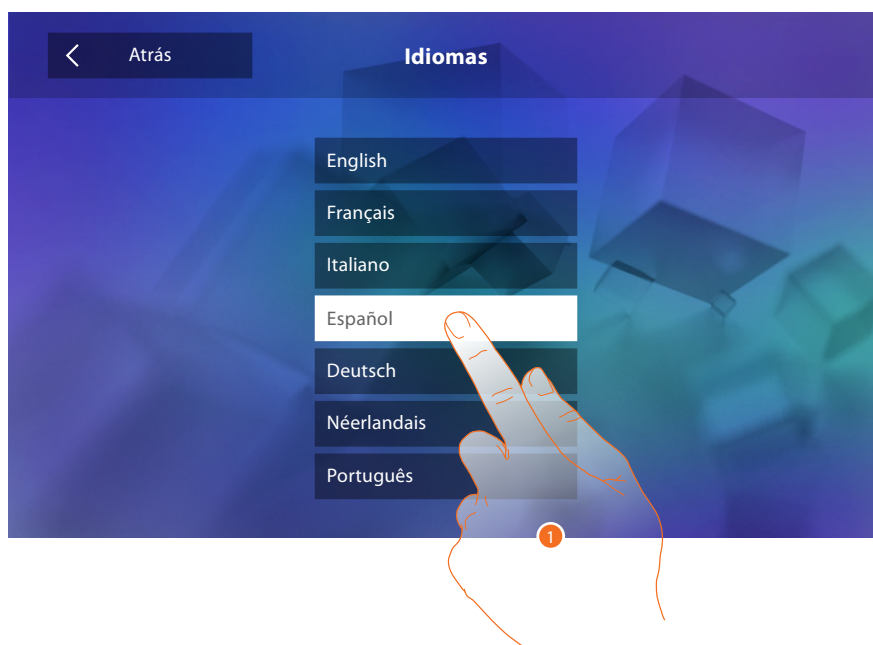 Atrás
Idiomas
English
Français
Italiano
Español
Deutsch
Néerlandais
Português
1